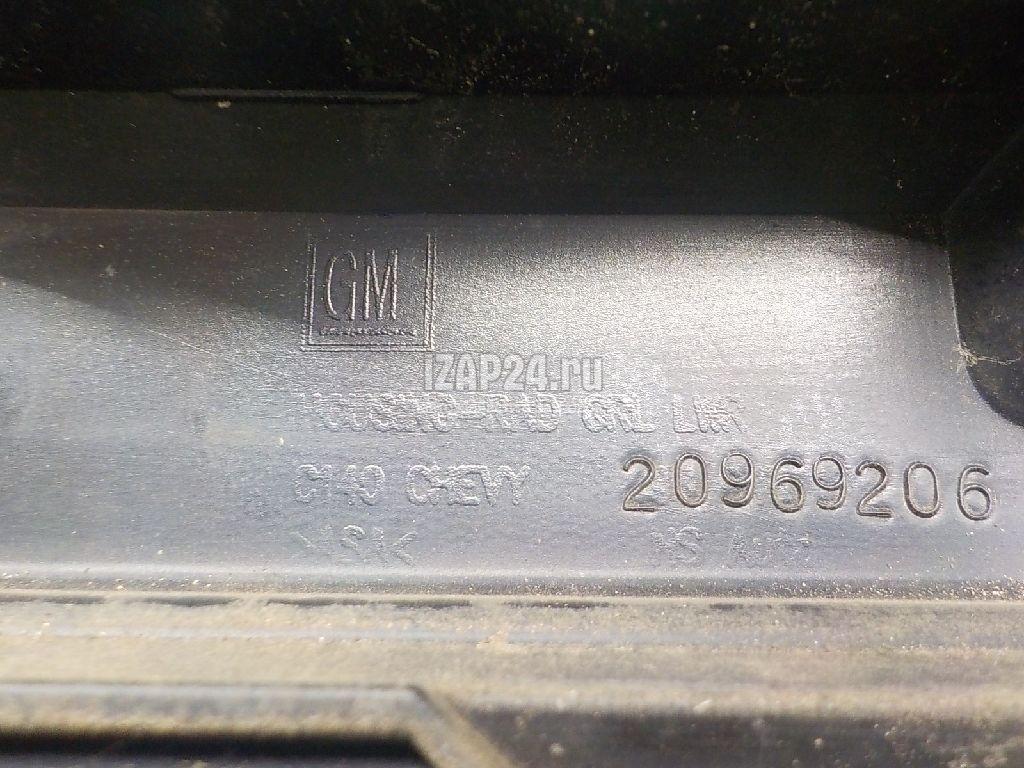 GM
IZAP24.ru
HOUSING-RAD GRL LWR
C140 CHEVY 20969206